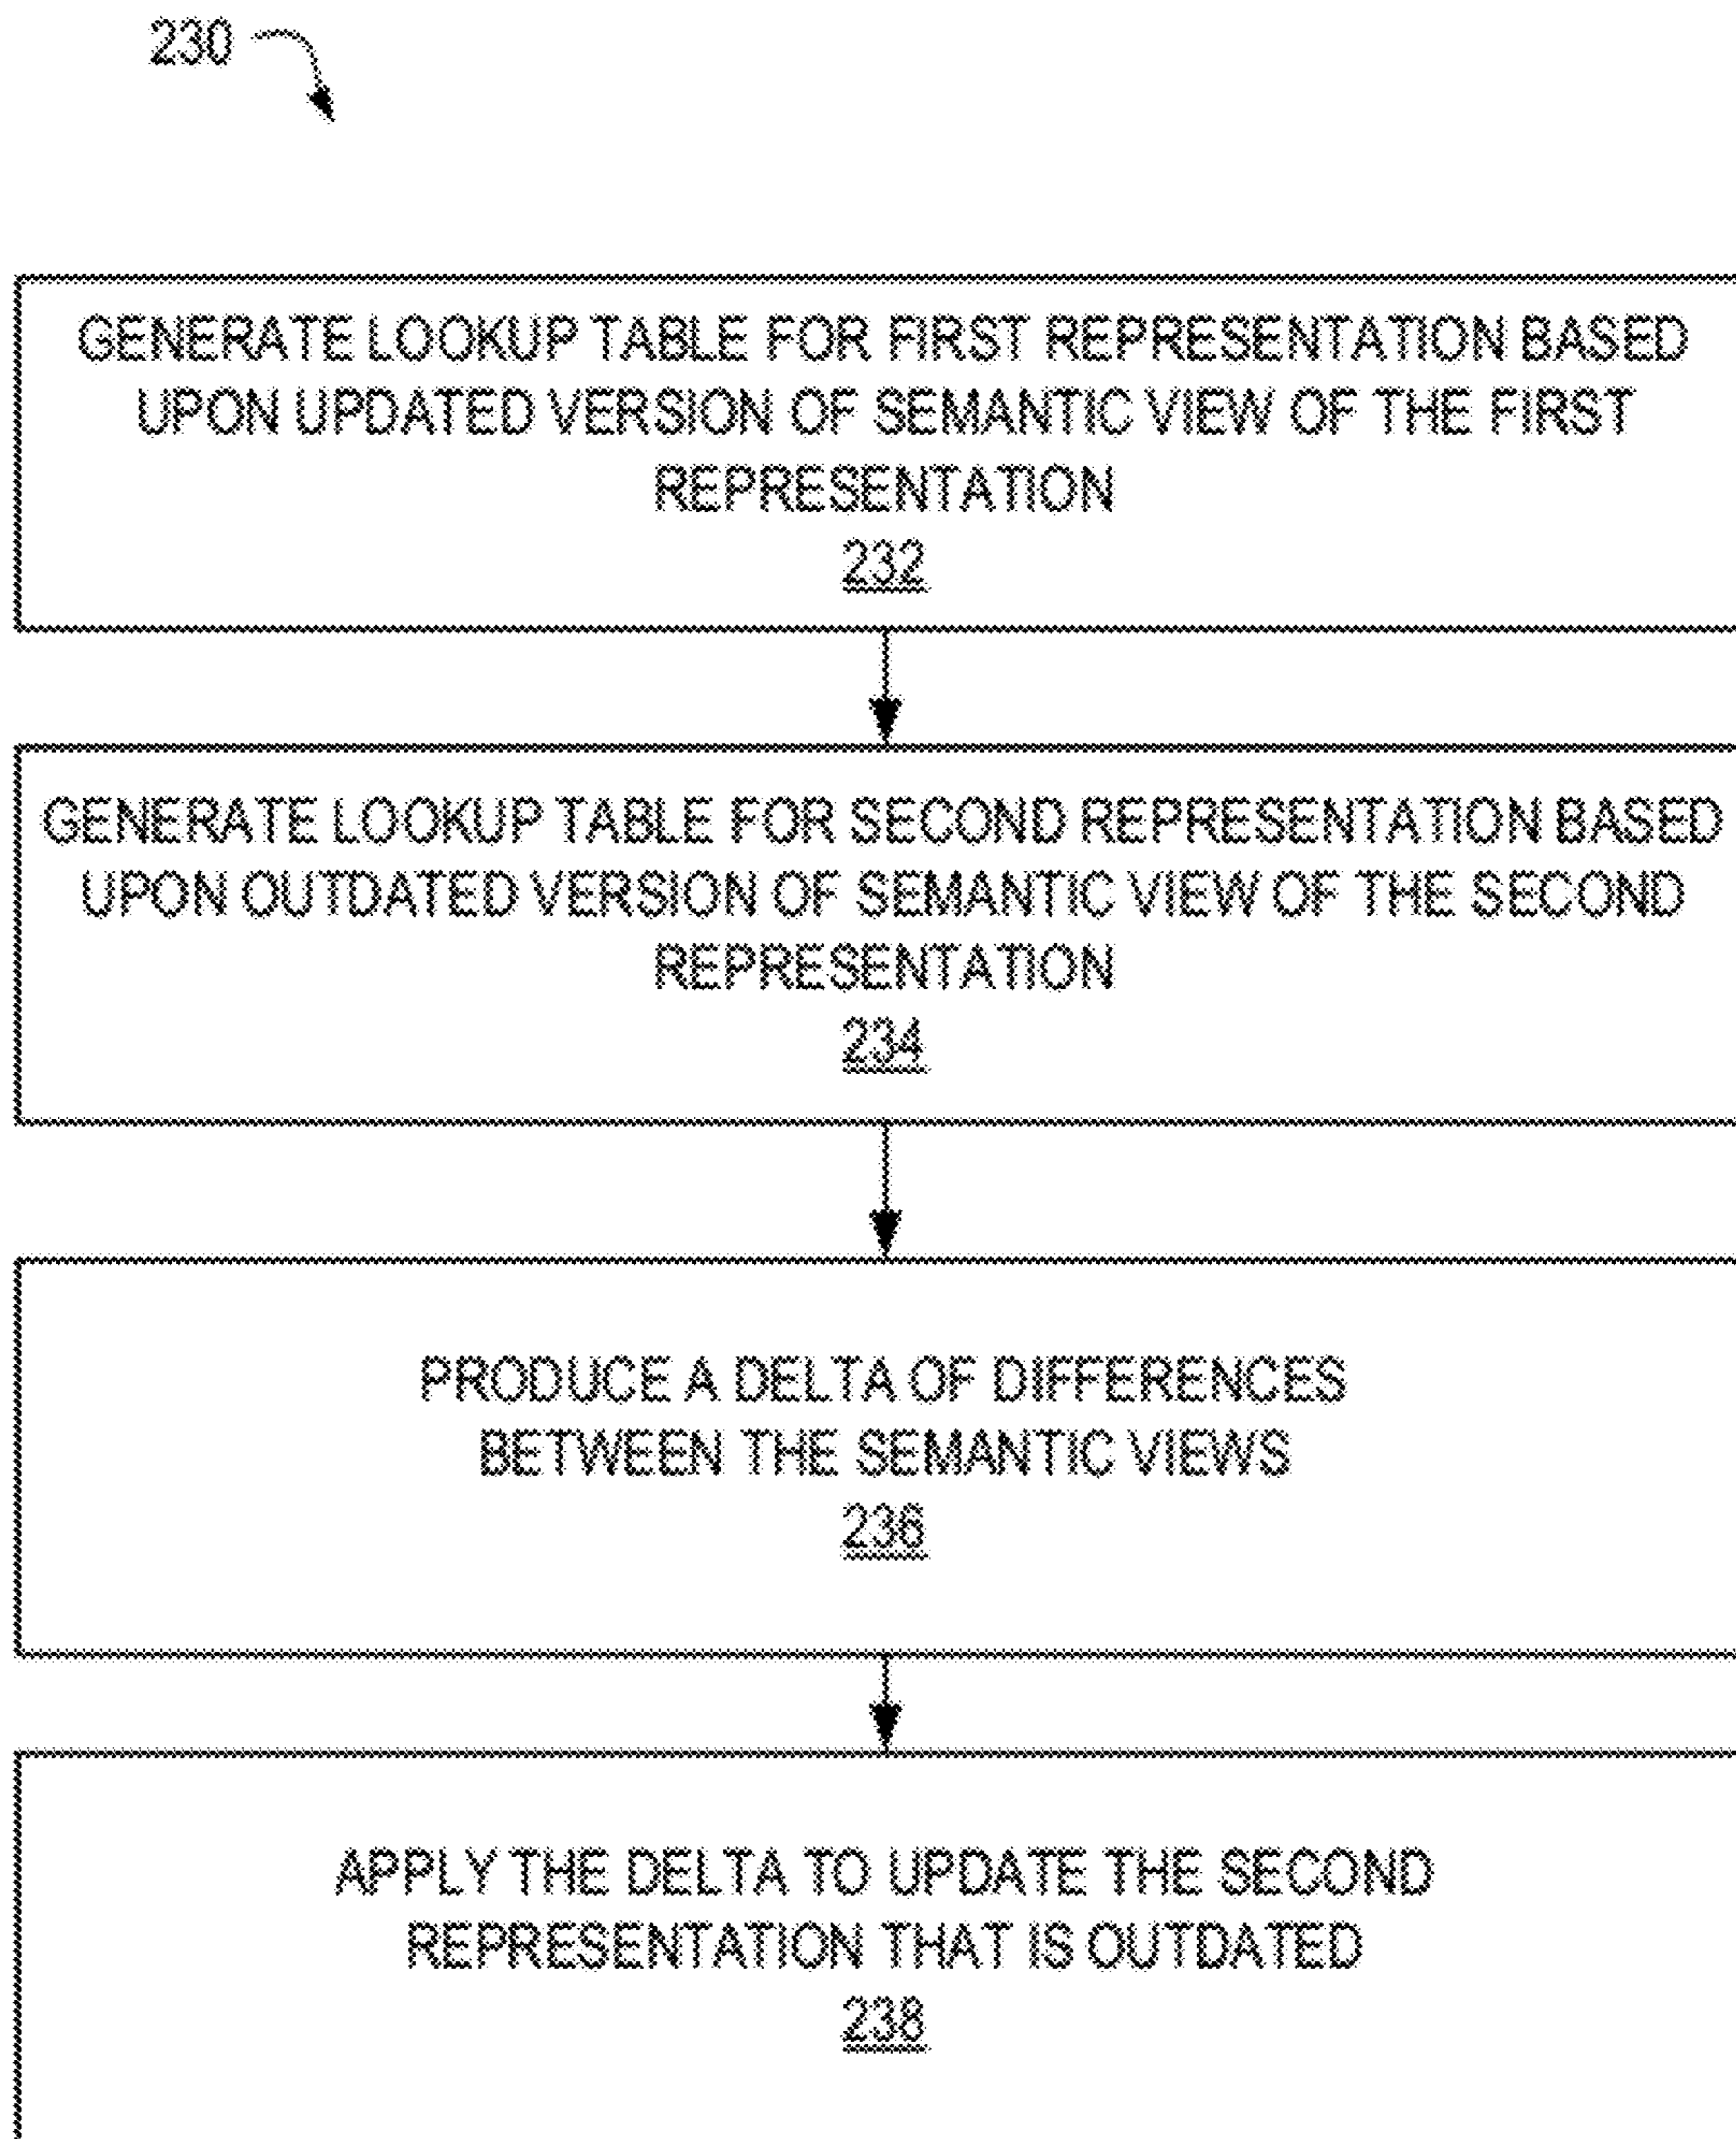 230
GENERATE LOOKUP TABLE FOR FIRST REPRESENTATION BASED
UPON UPDATED VERSION OF SEMANTIC VIEW OF THE FIRST
REPRESENTATION
232
GENERATE LOOKUP TABLE FOR SECOND REPRESENTATION BASED
UPON OUTDATED VERSION OF SEMANTIC VIEW OF THE SECOND
REPRESENTATION
234
PRODUCE A DELTA OF DIFFERENCES
BETWEEN THE SEMANTIC VIEWS
236
APPLY THE DELTA TO UPDATE THE SECOND
REPRESENTATION THAT IS OUTDATED
238